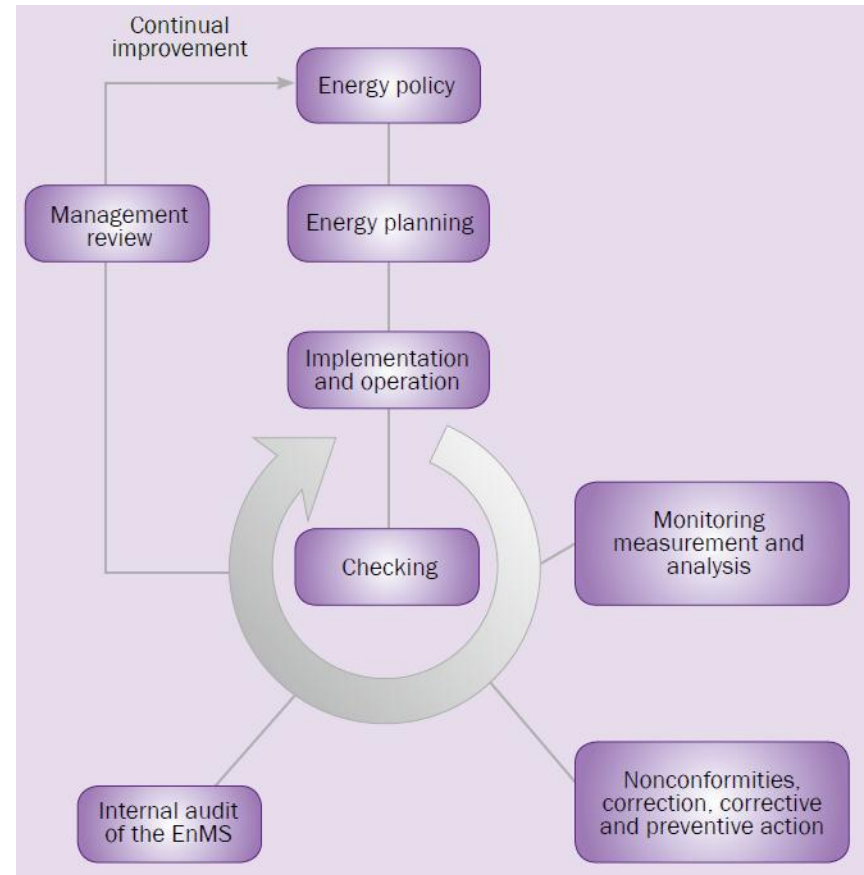 Continual
improvement
Energy policy
Management
review
Energy planning
Implementation
and operation
Checking
Monitoring
measurement and
analysis
Internal audit
of the EnMS
Nonconformities,
correction, corrective
and preventive action